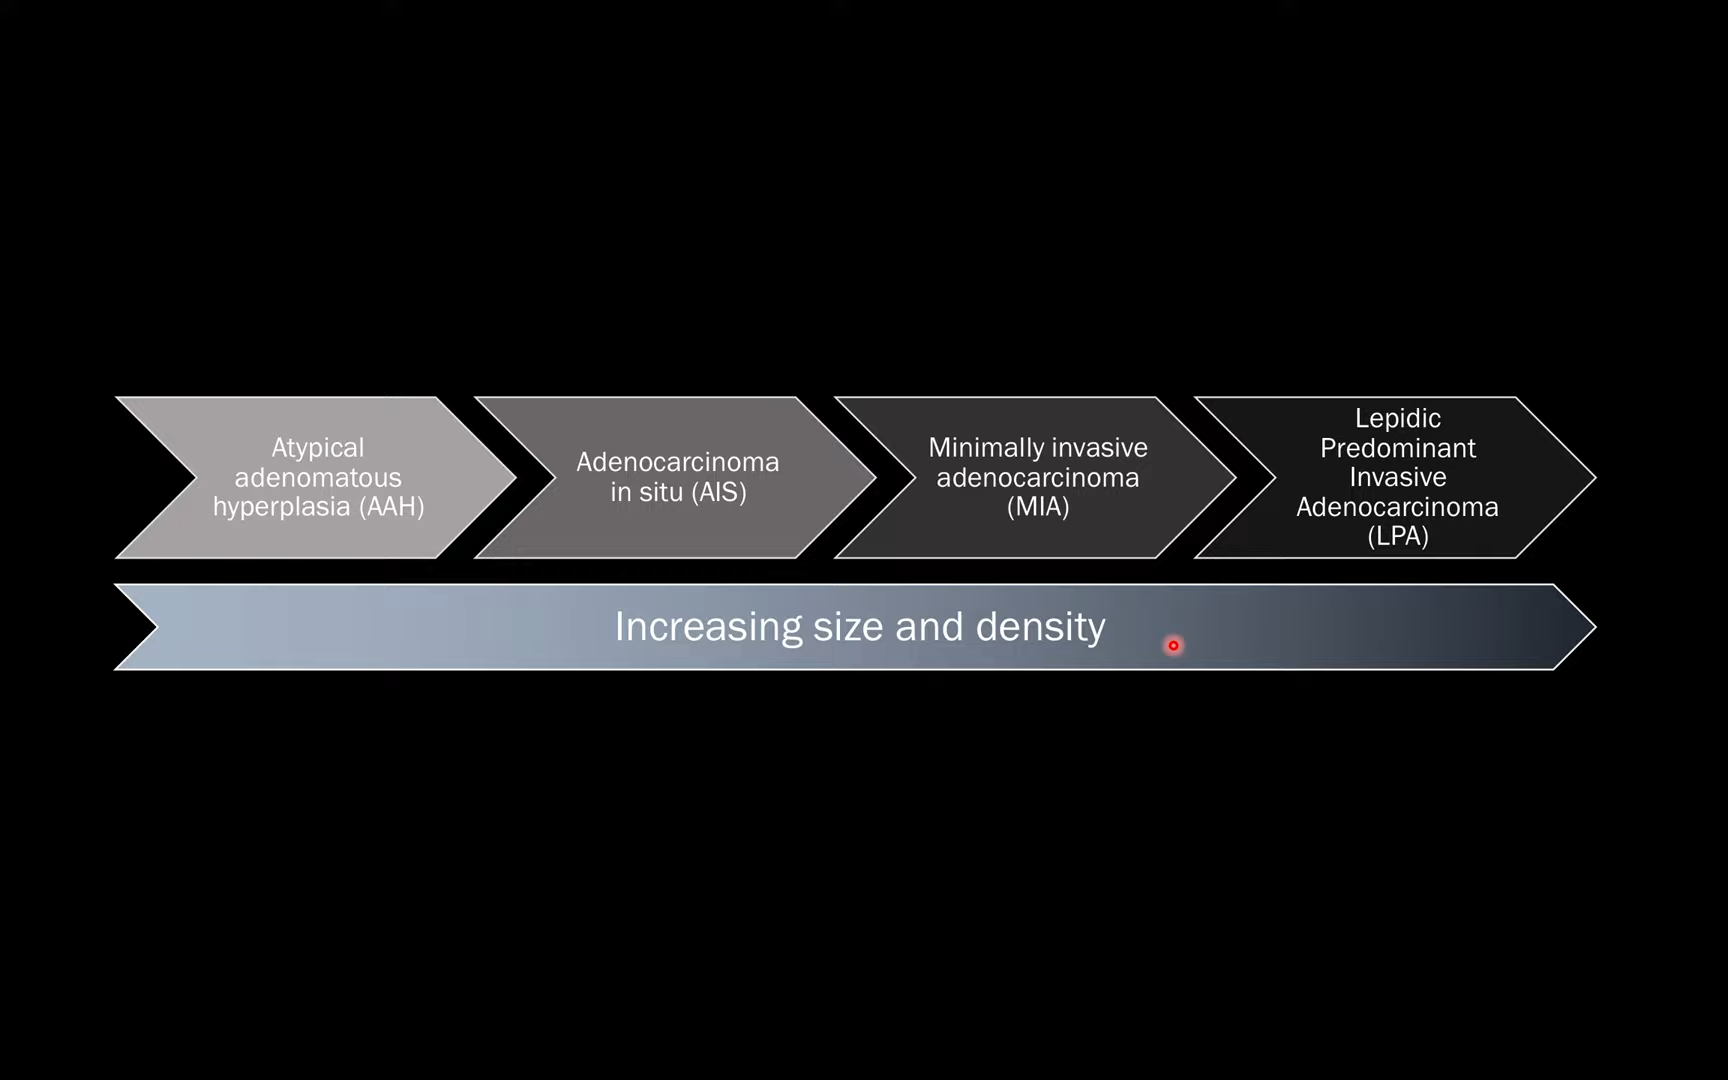 Atypical
adenomatous
hyperplasia (AAH)
Adenocarcinoma
in situ (AIS)
Minimally invasive
adenocarcinoma
(MIA)
Lepidic
Predominant
Invasive
Adenocarcinoma
(LPA)
Increasing size and density